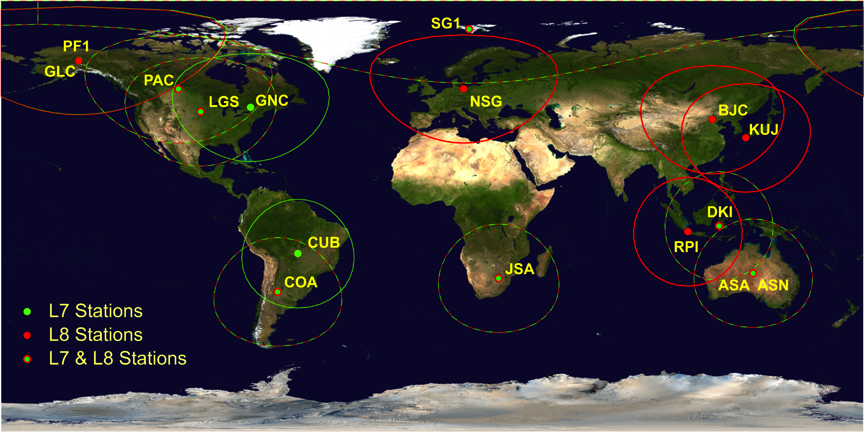 SG1
PF1
GLC
PAC
LGS
GNC
NSG
BJC
KUJ
DKI
RPI
CUB
COA
JSA
ASA ASN
L7 Stations
L8 Stations
L7 & L8 Stations